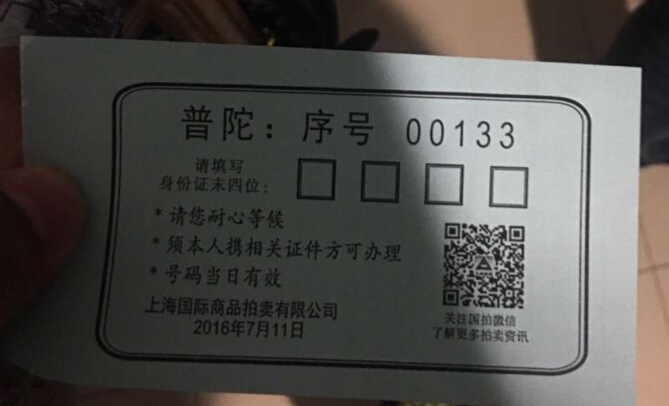 普陀：序号 00133
请填写
身份证末四位：
*请您耐心等候
*须本人携相关证件方可办理
*号码当日有效
上海国际商品拍卖有限公司
2016年7月11日
关注国拍微信
了解更多拍卖资讯